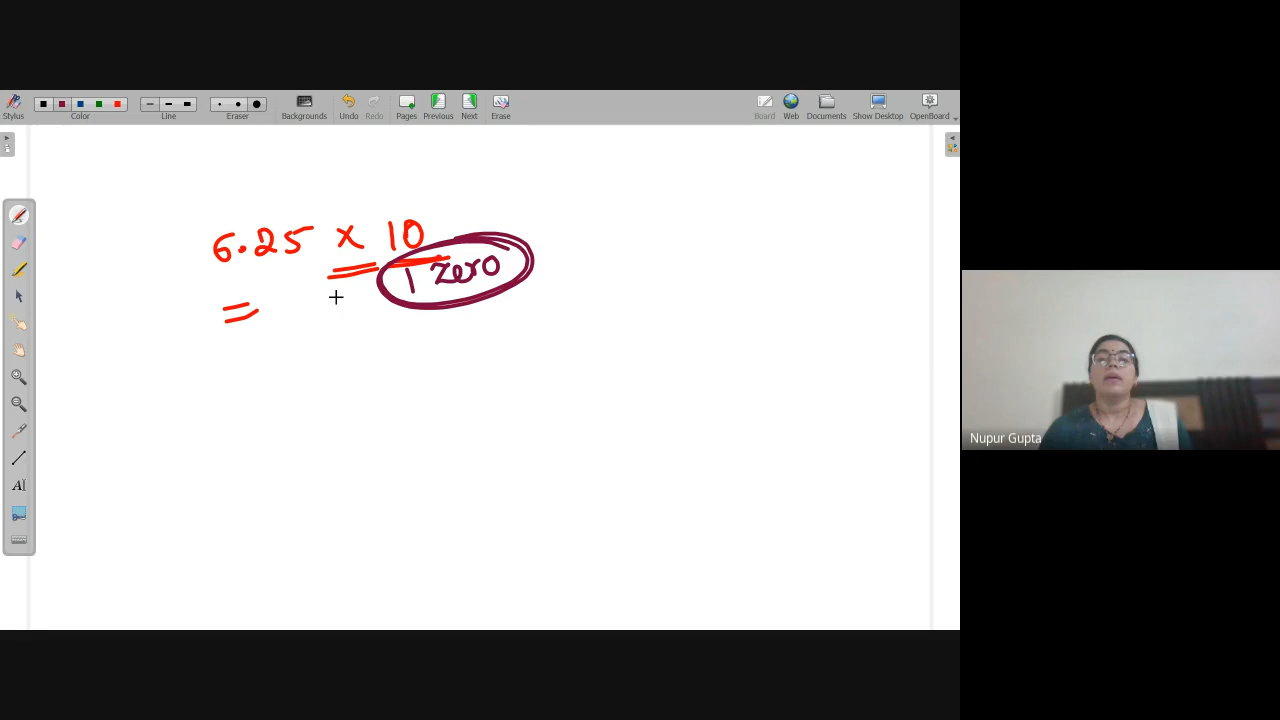 Stylus Color Line Eraser Backgrounds Undo Redo Pages Previous Next Erase Board Web Documents Show Desktop OpenBoard
6.25 × 10
1 zero
=
AI
Nupur Gupta